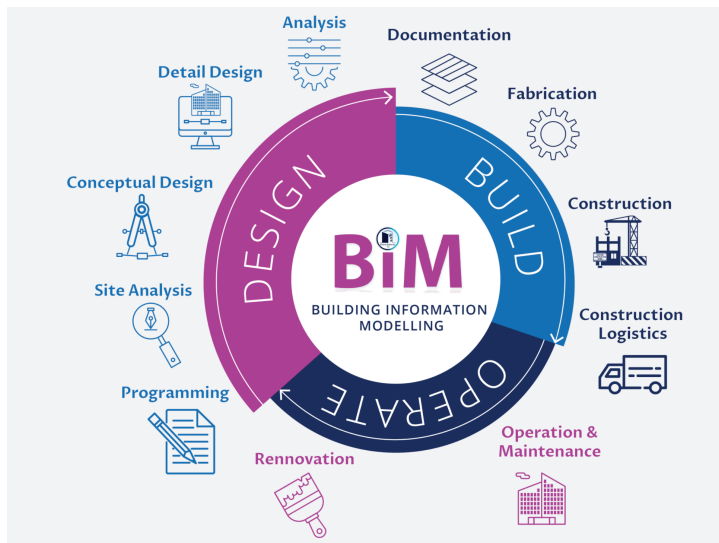 Analysis
Documentation
Detail Design
Fabrication
Conceptual Design
Construction
Site Analysis
Construction
Logistics
Programming
Operation &
Maintenance
Rennovation
DESIGN
BUILD
OPERATE
BiM
BUILDING INFORMATION
MODELLING